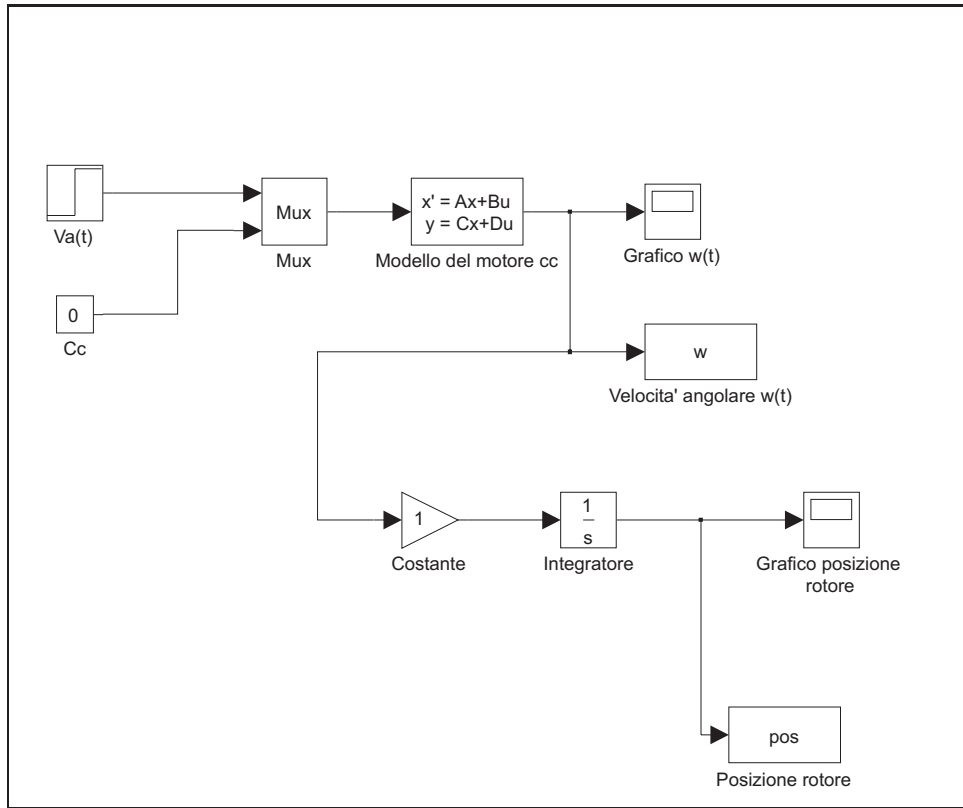 Va(t)
0
Cc
Mux
Mux
x' = Ax+Bu
y = Cx+Du
Modello del motore cc
Grafico w(t)
w
Velocita' angolare w(t)
1
Costante
1
s
Integratore
Grafico posizione
rotore
pos
Posizione rotore